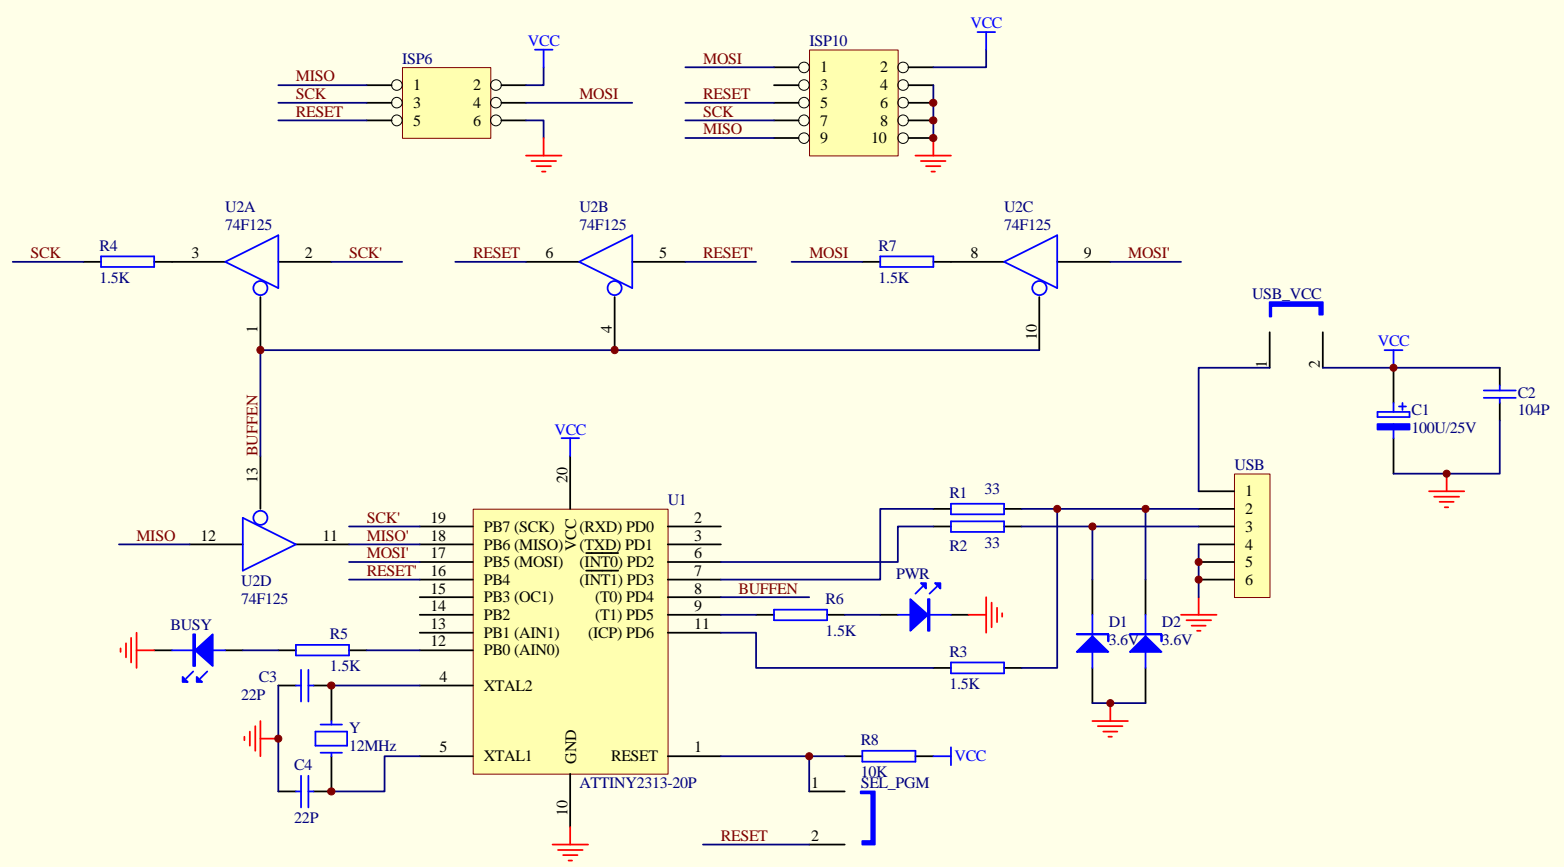 VCC
ISP6
MISO 1 2
SCK 3 4 MOSI
RESET 5 6
VCC
ISP10
MOSI 1 2
3 4
RESET 5 6
SCK 7 8
MISO 9 10
U2A
74F125
SCK R4 3 2 SCK'
1.5K
1
U2B
74F125
RESET 6 5 RESET'
4
U2C
74F125
MOSI R7 8 9 MOSI'
1.5K
10
BUFFEN
13
MISO 12 11
U2D
74F125
USB_VCC
1 2
VCC
C1
100U/25V
C2
104P
USB
1
2
3
4
5
6
VCC
20
U1
SCK' 19 PB7 (SCK) VCC (RXD) PD0 2
MISO' 18 PB6 (MISO) (TXD) PD1 3
MOSI' 17 PB5 (MOSI) (INT0) PD2 6
RESET' 16 PB4 (INT1) PD3 7
15 PB3 (OC1) (T0) PD4 8 BUFFEN
14 PB2 (T1) PD5 9
13 PB1 (AIN1) (ICP) PD6 11
12 PB0 (AIN0)
4 XTAL2
5 XTAL1 GND RESET 1
ATTINY2313-20P
10
R1 33
R2 33
PWR
R6
1.5K
R3
1.5K
D1
3.6V
D2
3.6V
BUSY
R5
1.5K
C3
22P
Y
12MHz
C4
22P
R8
10K
VCC
SEL_PGM
1
RESET 2